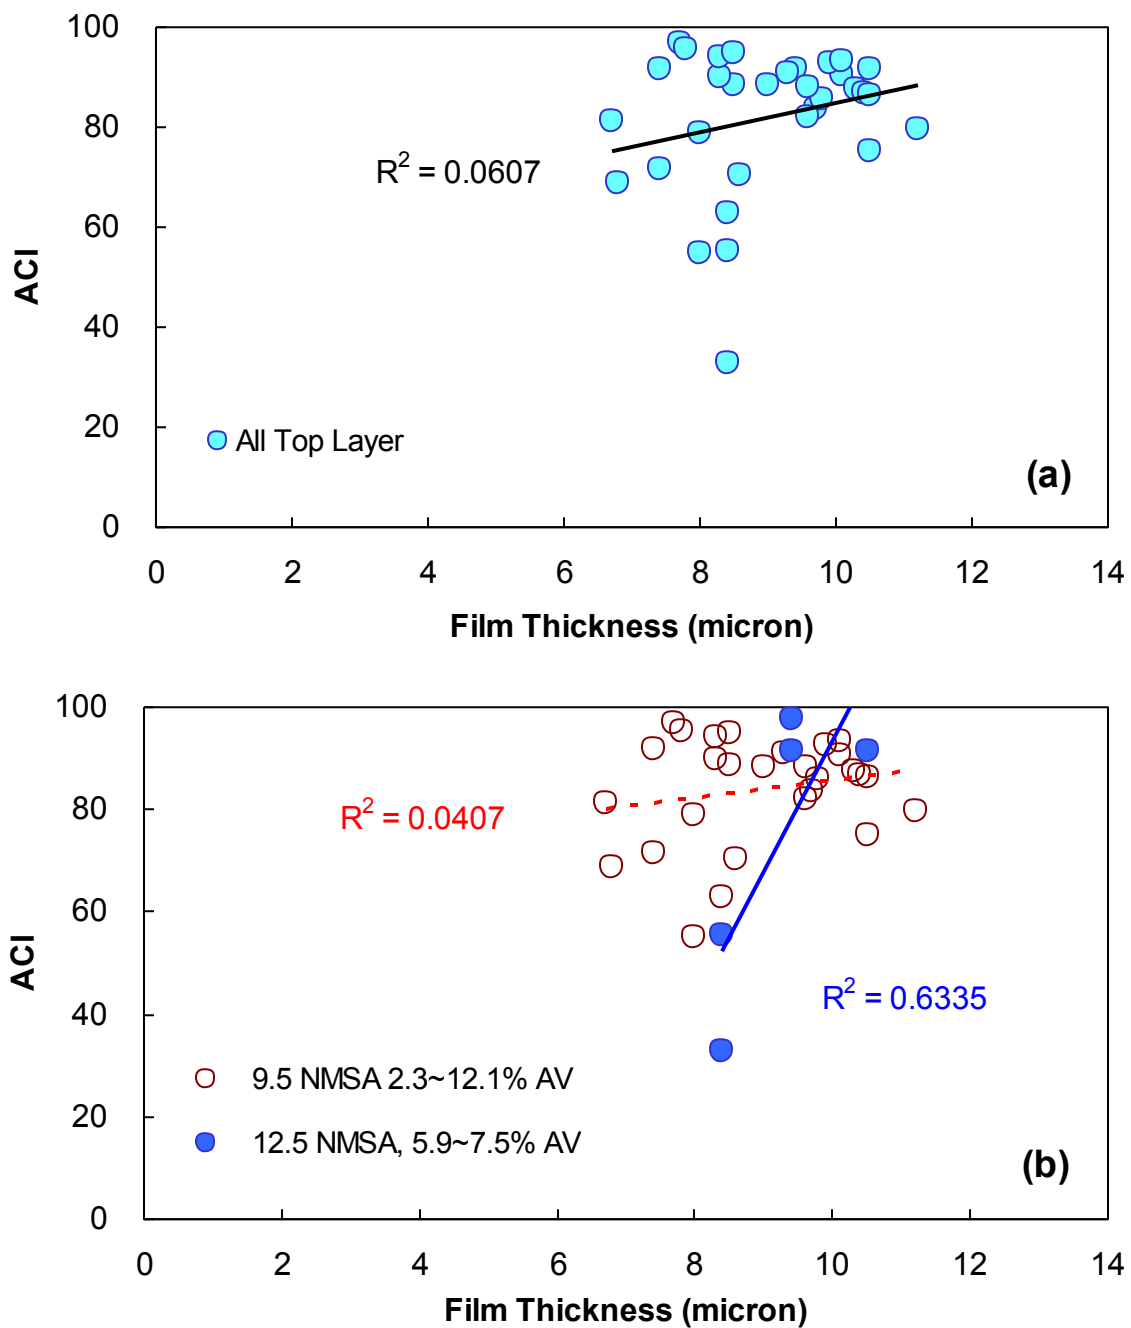 100
80
R² = 0.0607
60
ACI
40
20
All Top Layer
(a)
0
0 2 4 6 8 10 12 14
Film Thickness (micron)
100
80
R² = 0.0407
60
ACI
R² = 0.6335
40
9.5 NMSA 2.3~12.1% AV
20
12.5 NMSA, 5.9~7.5% AV
(b)
0
0 2 4 6 8 10 12 14
Film Thickness (micron)